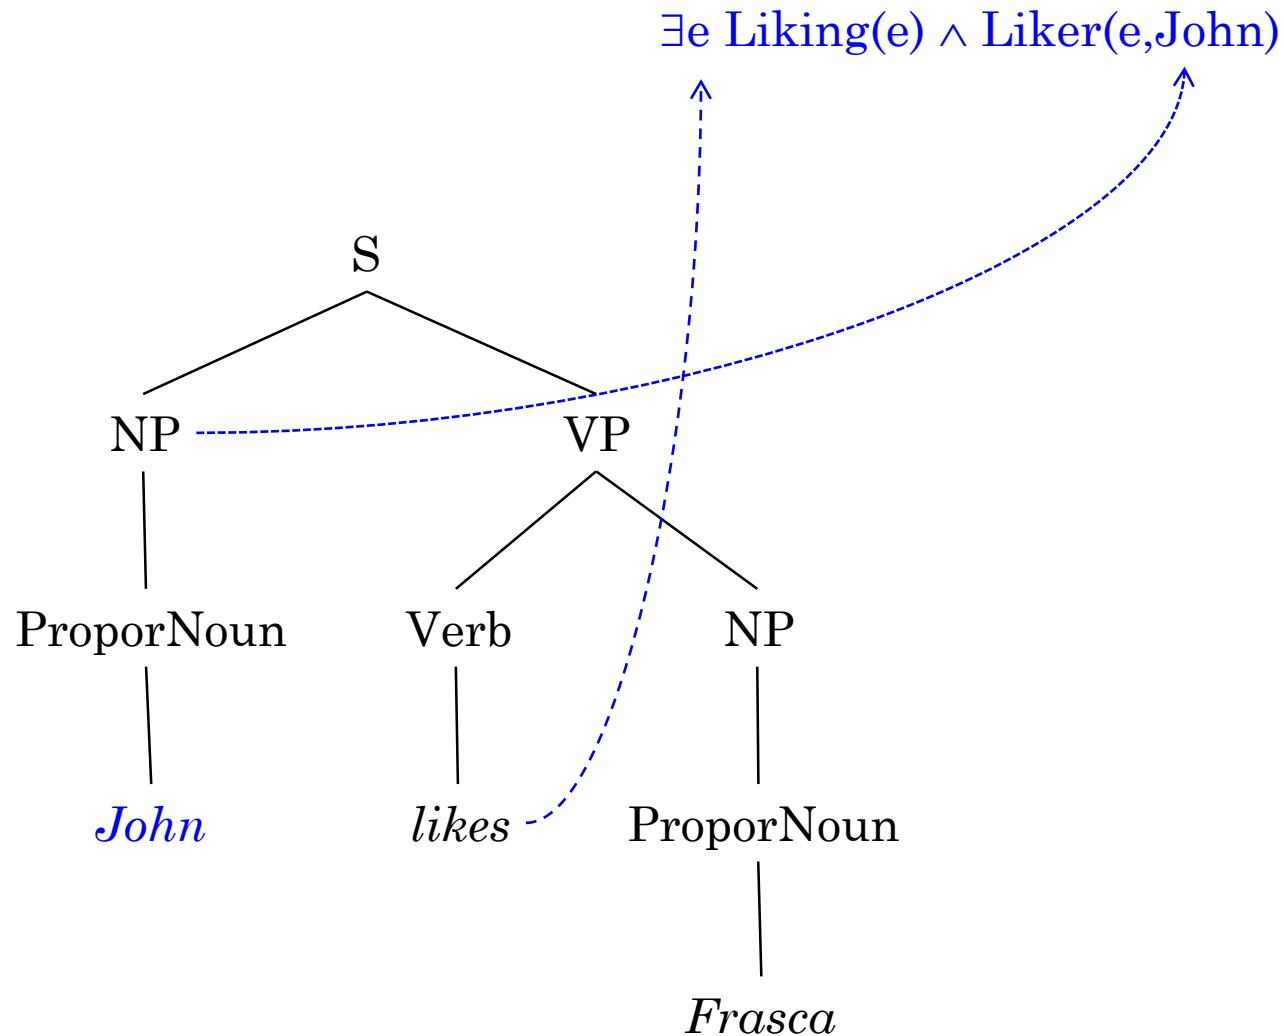 ∃e Liking(e) ∧ Liker(e,John)
S
NP VP
ProporNoun Verb NP
John likes ProporNoun
Frasca